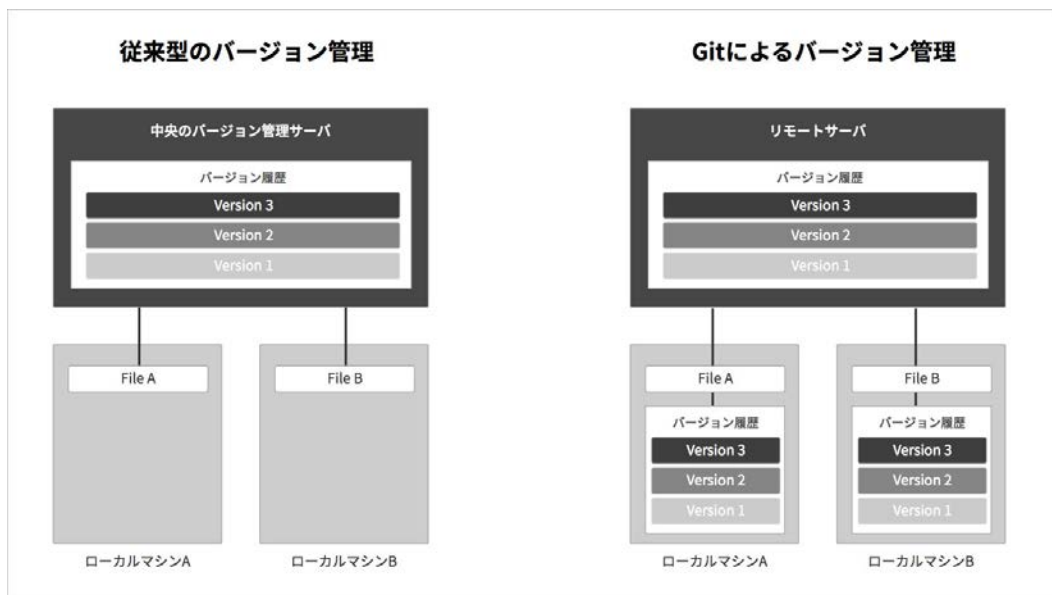 従来型のバージョン管理
中央のバージョン管理サーバ
バージョン履歴
Version 3
Version 2
Version 1
File A
File B
ローカルマシンA
ローカルマシンB
Gitによるバージョン管理
リモートサーバ
バージョン履歴
Version 3
Version 2
Version 1
File A
バージョン履歴
Version 3
Version 2
Version 1
ローカルマシンA
File B
バージョン履歴
Version 3
Version 2
Version 1
ローカルマシンB